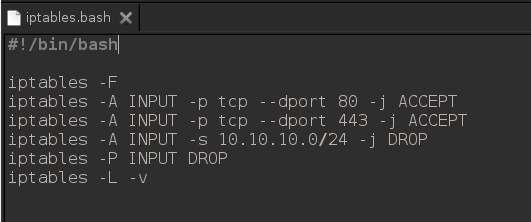 iptables.bash
#!/bin/bash
iptables -F
iptables -A INPUT -p tcp --dport 80 -j ACCEPT
iptables -A INPUT -p tcp --dport 443 -j ACCEPT
iptables -A INPUT -s 10.10.10.0/24 -j DROP
iptables -P INPUT DROP
iptables -L -v